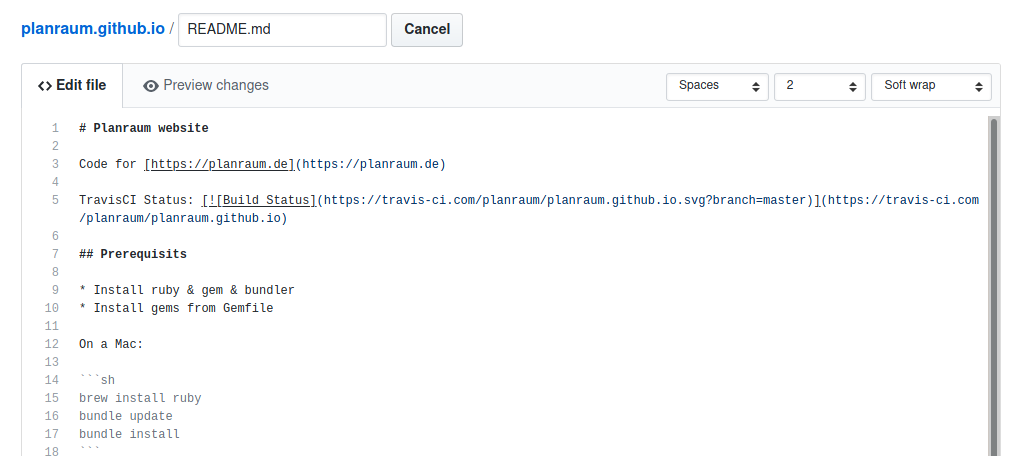 planraum.github.io / README.md Cancel
Edit file Preview changes Spaces 2 Soft wrap
1 # Planraum website
2
3 Code for [https://planraum.de](https://planraum.de)
4
5 TravisCI Status: [![Build Status](https://travis-ci.com/planraum/planraum.github.io.svg?branch=master)](https://travis-ci.com
/planraum/planraum.github.io)
6
7 ## Prerequisits
8
9 * Install ruby & gem & bundler
10 * Install gems from Gemfile
11
12 On a Mac:
13
14 ```sh
15 brew install ruby
16 bundle update
17 bundle install
18 ```